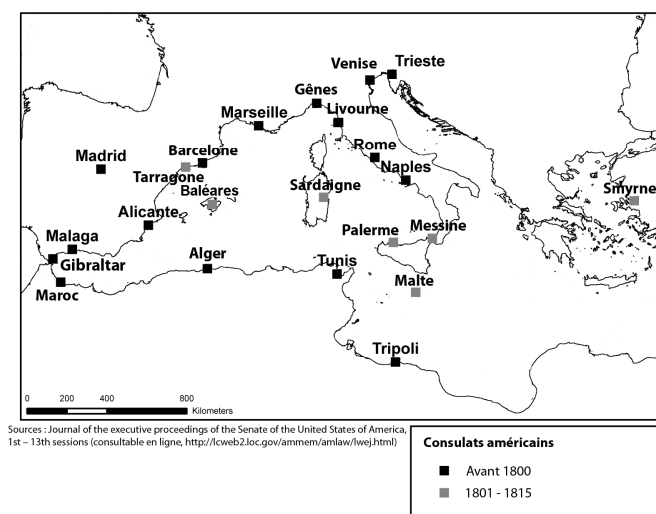 Venise
Trieste
Gênes
Marseille
Livourne
Madrid
Barcelone
Rome
Tarragone
Naples
Baléares
Sardaigne
Smyrne
Alicante
Malaga
Palerme
Messine
Gibraltar
Alger
Tunis
Maroc
Malte
Tripoli
0 200 400 800
Kilometers
Sources : Journal of the executive proceedings of the Senate of the United States of America,
1st – 13th sessions (consultable en ligne, http://lcweb2.loc.gov/ammem/amlaw/lwej.html)
Consulats américains
Avant 1800
1801 - 1815